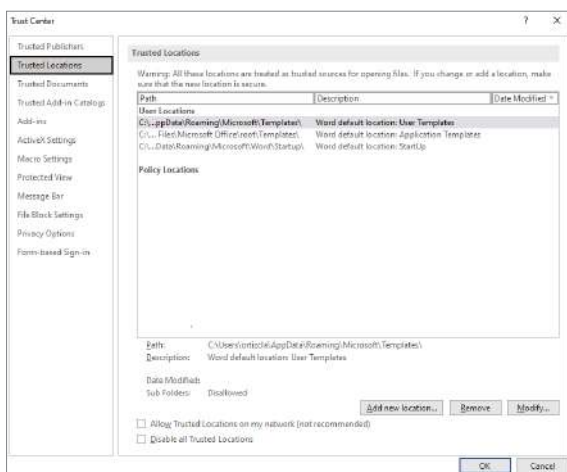 Trust Center
? ×
Trusted Publishers
Trusted Locations
Trusted Documents
Trusted Add-in Catalogs
Add-ins
ActiveX Settings
Macro Settings
Protected View
Message Bar
File Block Settings
Privacy Options
Form-based Sign-in
Trusted Locations
Warning: All these locations are treated as trusted sources for opening files. If you change or add a location, make
sure that the new location is secure.
Path Description Date Modified
User Locations
C:\...ppData\Roaming\Microsoft\Templates\ Word default location: User Templates
C:\... Files\Microsoft Office\root\Templates\ Word default location: Application Templates
C:\...Data\Roaming\Microsoft\Word\Startup\ Word default location: StartUp
Policy Locations
Path: AppData\Roaming\Microsoft\Templates\
Description: Word default location: User Templates
Date Modified:
Sub Folders: Disallowed
Add new location... Remove Modify...
Allow Trusted Locations on my network (not recommended)
Disable all Trusted Locations
OK Cancel